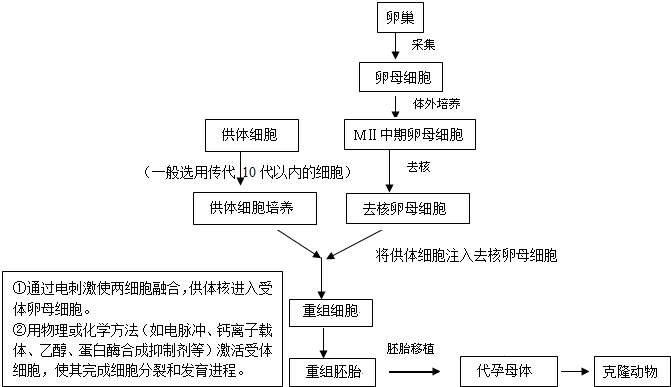 卵巢
采集
卵母细胞
体外培养
供体细胞
MⅡ中期卵母细胞
(一般选用传代 10代以内的细胞)
去核
供体细胞培养
去核卵母细胞
将供体细胞注入去核卵母细胞
①通过电刺激使两细胞融合,供体核进入受
体卵母细胞。
②用物理或化学方法(如电脉冲、钙离子载
体、乙醇、蛋白酶合成抑制剂等)激活受体
细胞,使其完成细胞分裂和发育进程。
重组细胞
重组胚胎
胚胎移植
代孕母体
克隆动物